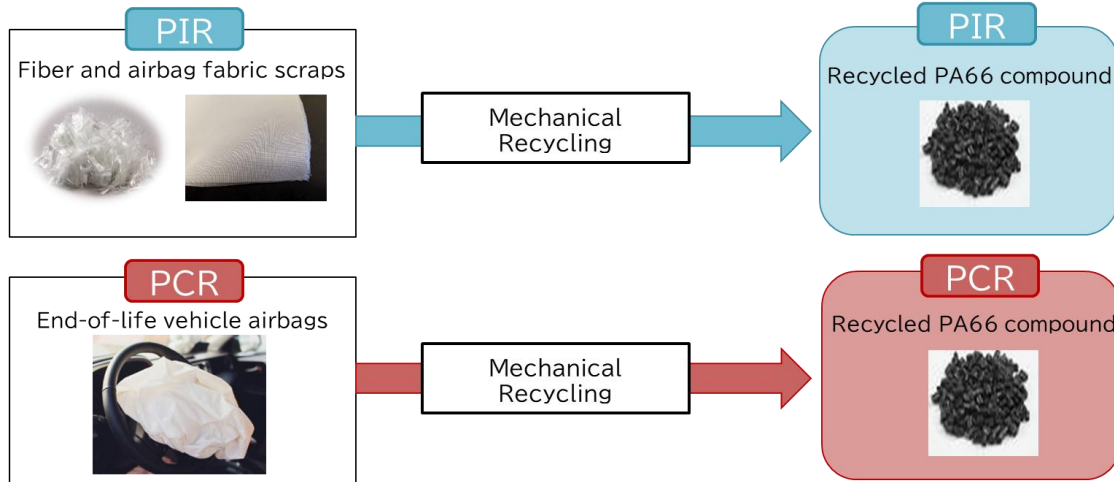 PIR
Fiber and airbag fabric scraps
Mechanical
Recycling
PIR
Recycled PA66 compound
PCR
End-of-life vehicle airbags
Mechanical
Recycling
PCR
Recycled PA66 compound